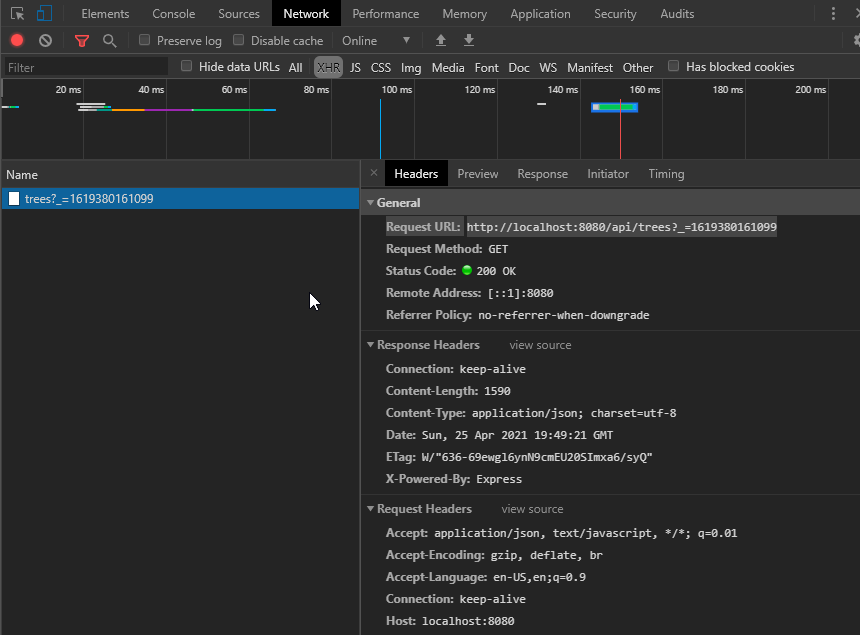 Elements Console Sources Network Performance Memory Application Security Audits
Preserve log Disable cache Online
Filter Hide data URLs All XHR JS CSS Img Media Font Doc WS Manifest Other Has blocked cookies
20 ms 40 ms 60 ms 80 ms 100 ms 120 ms 140 ms 160 ms 180 ms 200 ms
Name
trees?_=1619380161099
× Headers Preview Response Initiator Timing
General
Request URL: http://localhost:8080/api/trees?_=1619380161099
Request Method: GET
Status Code: 200 OK
Remote Address: [::1]:8080
Referrer Policy: no-referrer-when-downgrade
Response Headers view source
Connection: keep-alive
Content-Length: 1590
Content-Type: application/json; charset=utf-8
Date: Sun, 25 Apr 2021 19:49:21 GMT
ETag: W/"636-69ewgl6ynN9cmEU20SImxa6/syQ"
X-Powered-By: Express
Request Headers view source
Accept: application/json, text/javascript, */*; q=0.01
Accept-Encoding: gzip, deflate, br
Accept-Language: en-US,en;q=0.9
Connection: keep-alive
Host: localhost:8080